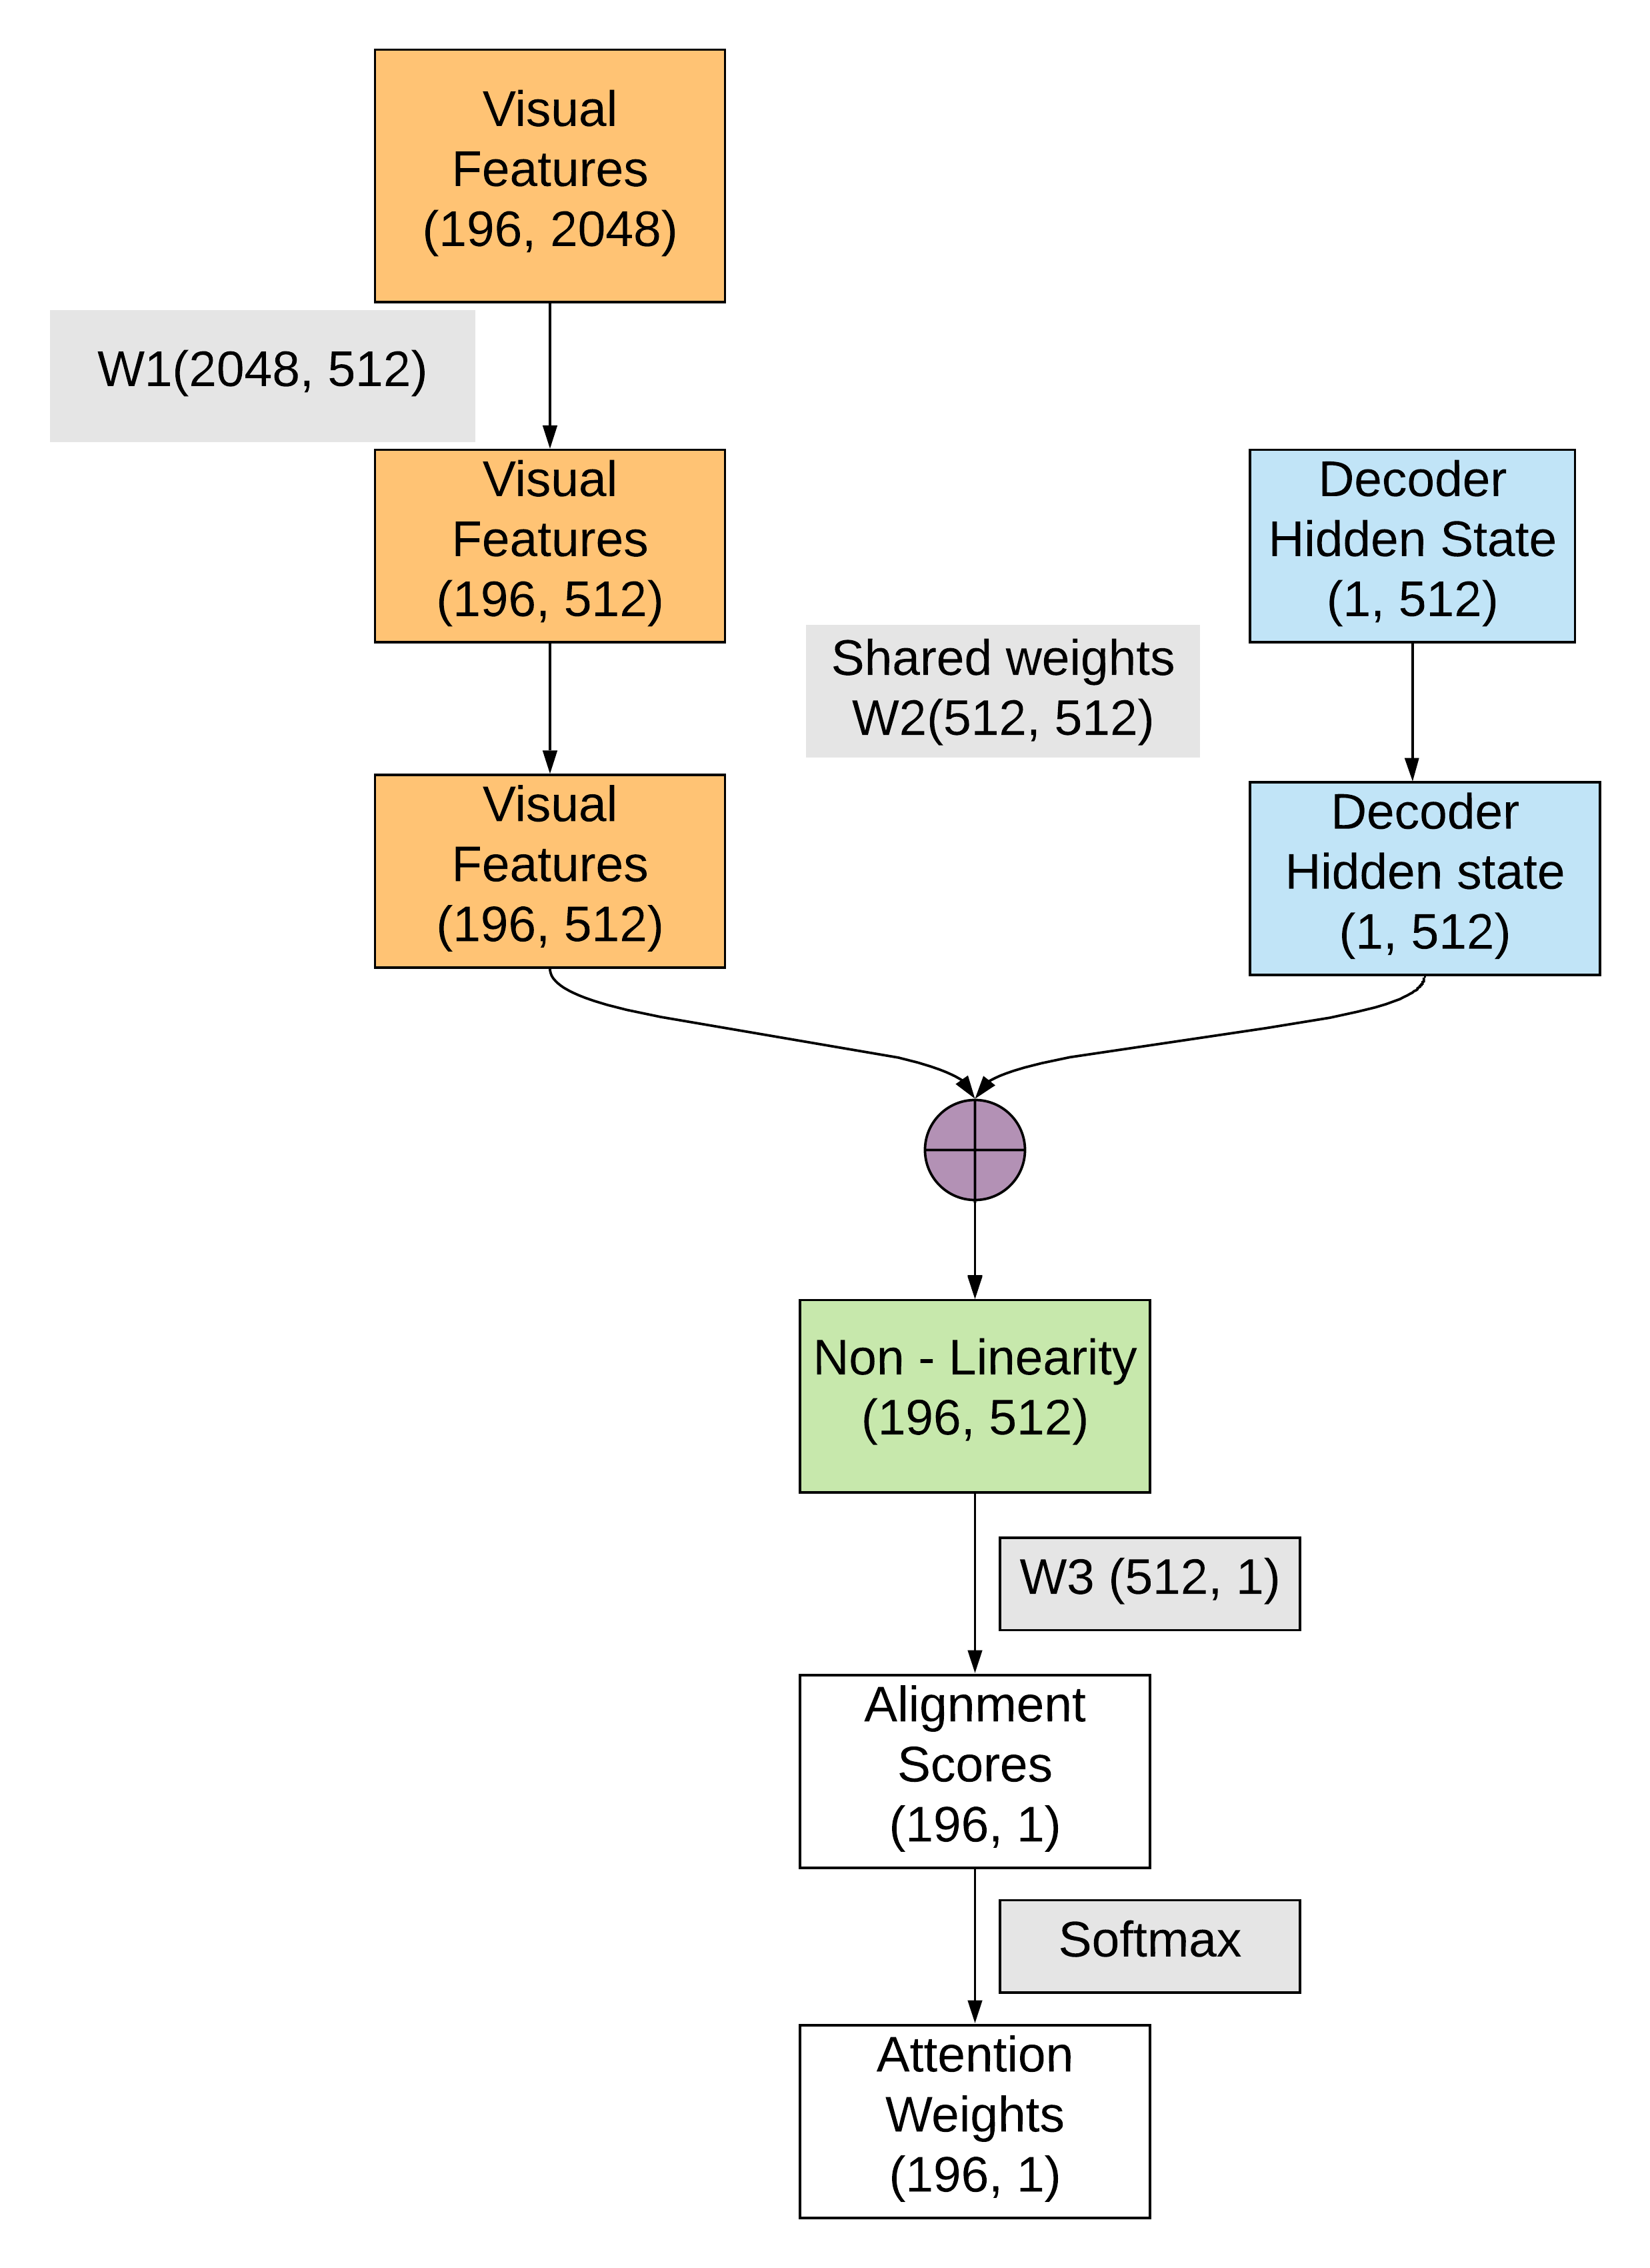 Visual
Features
(196, 2048)
W1(2048, 512)
Visual
Features
(196, 512)
Decoder
Hidden State
(1, 512)
Shared weights
W2(512, 512)
Visual
Features
(196, 512)
Decoder
Hidden state
(1, 512)
Non - Linearity
(196, 512)
W3 (512, 1)
Alignment
Scores
(196, 1)
Softmax
Attention
Weights
(196, 1)